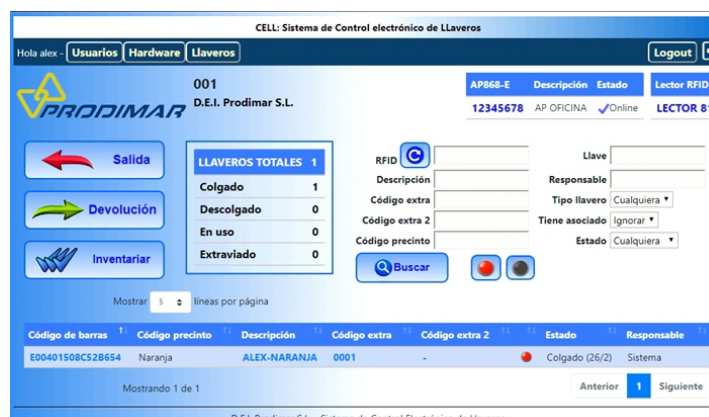 CELL: Sistema de Control electrónico de LLaveros
Hola alex - Usuarios Hardware Llaveros Logout
PRODIMAR
001
D.E.I. Prodimar S.L.
AP868-E Descripción Estado Lector RFID
12345678 AP OFICINA Online LECTOR 81
Salida
Devolución
Inventariar
LLAVEROS TOTALES 1
Colgado 1
Descolgado 0
En uso 0
Extraviado 0
RFID
Descripción
Código extra
Código extra 2
Código precinto
Llave
Responsable
Tipo llavero Cualquiera
Tiene asociado Ignorar
Estado Cualquiera
Buscar
Mostrar 5 líneas por página
Código de barras Código precinto Descripción Código extra Código extra 2 Estado Responsable
E00401508C52B654 Naranja ALEX-NARANJA 0001 - Colgado (26/2) Sistema
Mostrando 1 de 1
Anterior 1 Siguiente